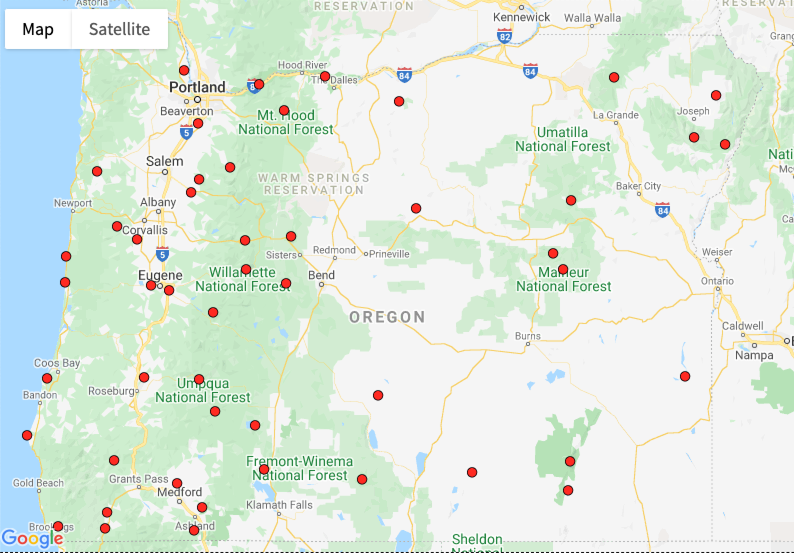 Astoria
RESERVATION
Kennewick
Walla Walla
RESERVAT
Map
Satellite
82
Hood River
The Dalles
84
84
Portland
Beaverton
Mt. Hood
National Forest
La Grande
Joseph
5
Umatilla
National Forest
Salem
WARM SPRINGS
RESERVATION
Nati
Baker City
Newport
Albany
84
Corvallis
5
Sisters
Redmond
Prineville
Weiser
Eugene
Willamette
National Forest
Bend
Malheur
National Forest
Ontario
OREGON
Burns
Caldwell
Nampa
Coos Bay
Roseburg
Umpqua
National Forest
Bandon
Fremont-Winema
National Forest
Gold Beach
Grants Pass
Medford
Klamath Falls
Ashland
Brookings
Google
Sheldon
National